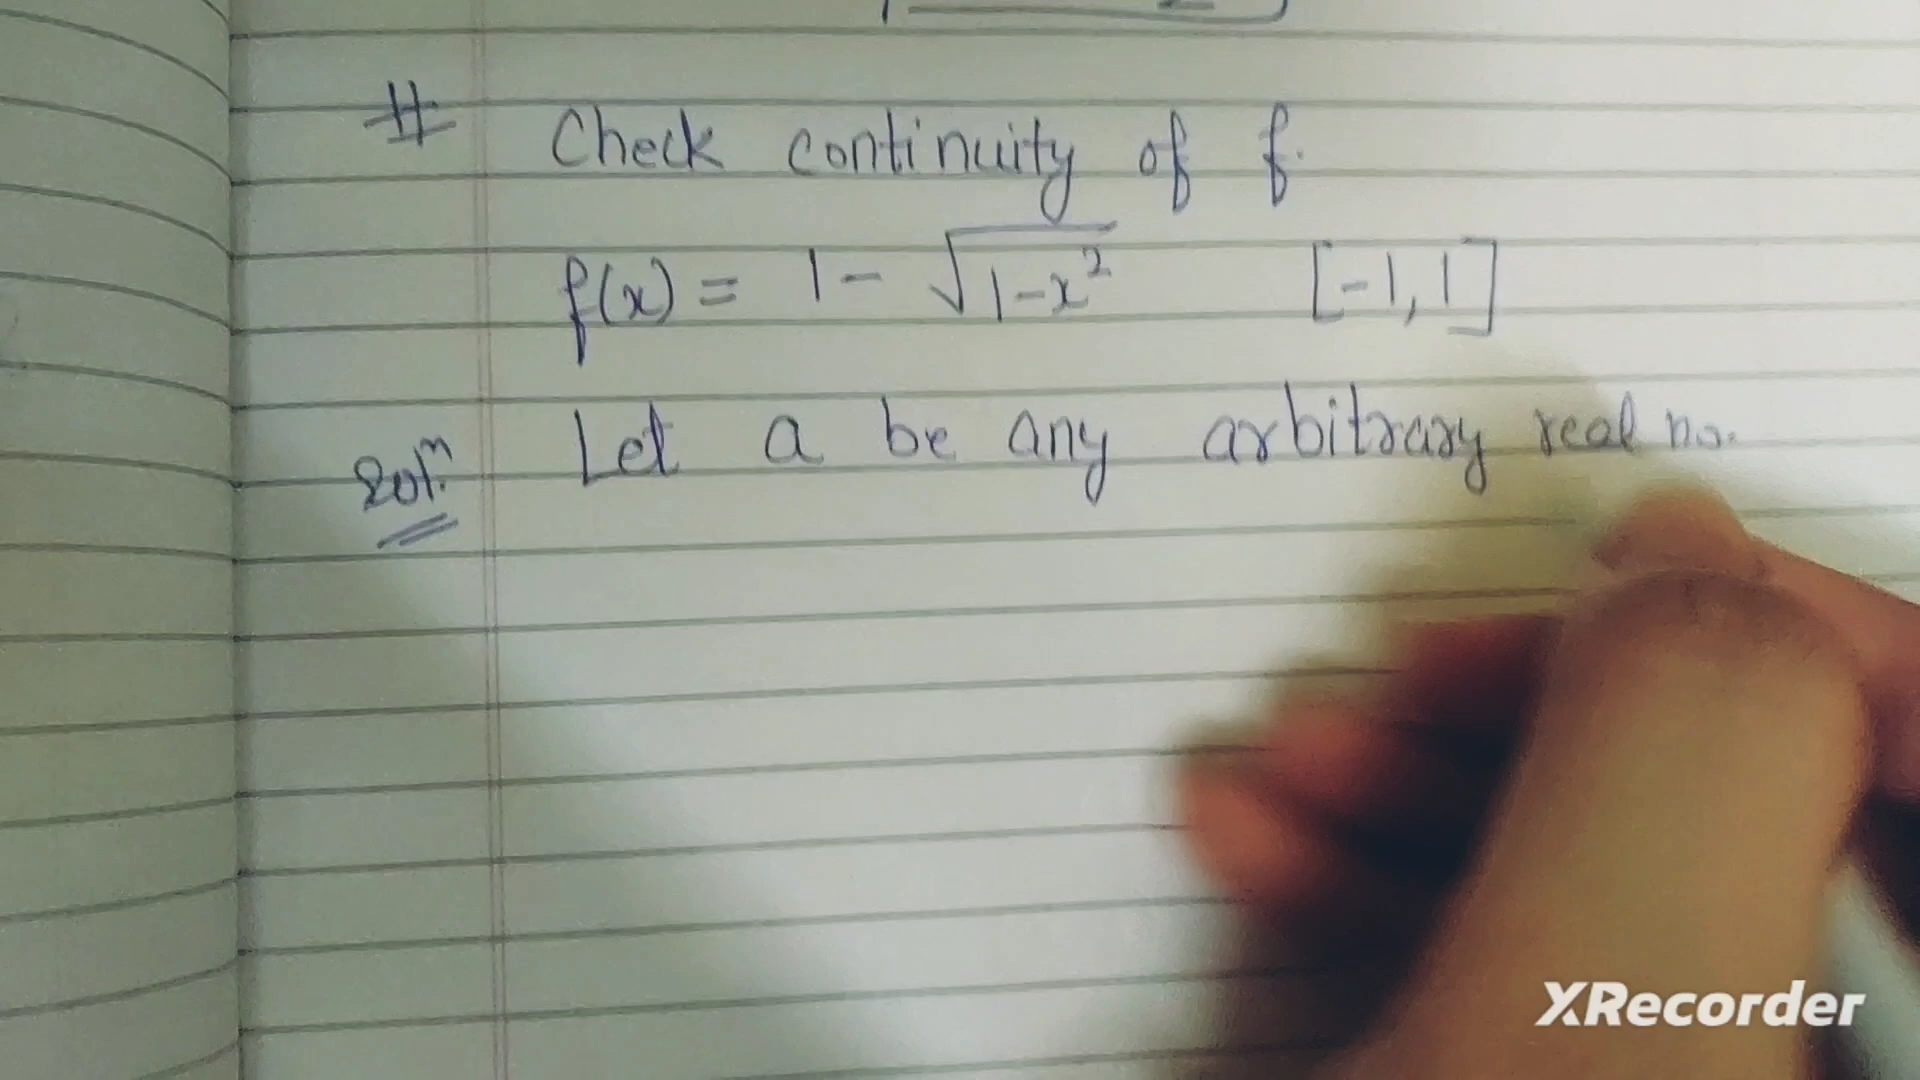 # Check continuity of f.
f(x) = 1 - √(1-x²) [-1, 1]
Solⁿ. Let a be any arbitrary real no.
XRecorder